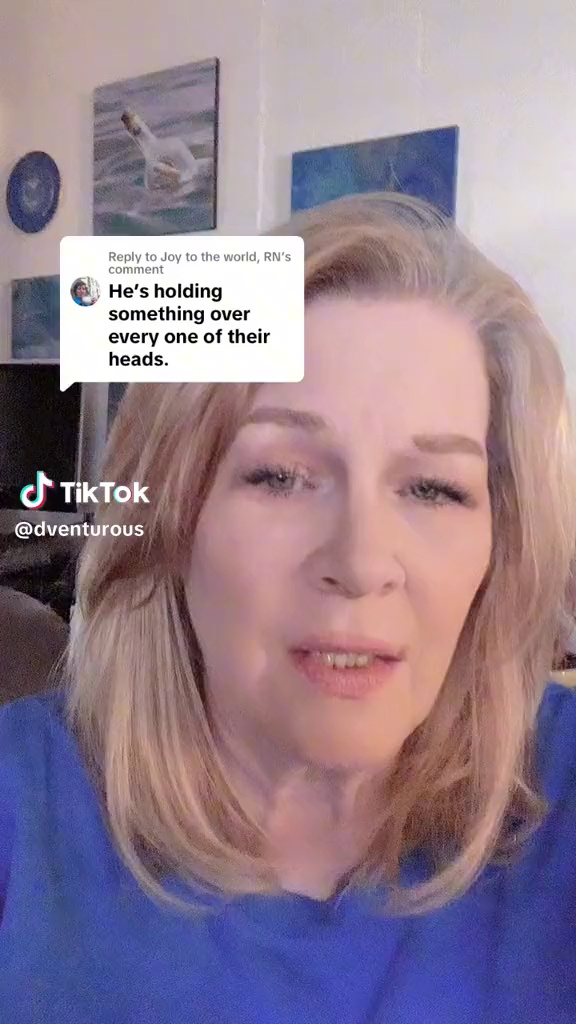 Reply to Joy to the world, RN's
comment
He's holding
something over
every one of their
heads.
TikTok
@dventurous